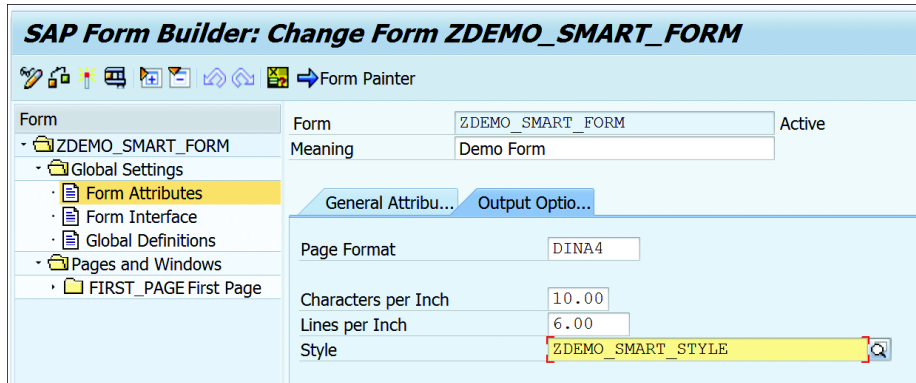 SAP Form Builder: Change Form ZDEMO_SMART_FORM
Form Painter
Form
ZDEMO_SMART_FORM
Global Settings
Form Attributes
Form Interface
Global Definitions
Pages and Windows
FIRST_PAGE First Page
Form ZDEMO_SMART_FORM Active
Meaning Demo Form
General Attribu... Output Optio...
Page Format DINA4
Characters per Inch 10.00
Lines per Inch 6.00
Style ZDEMO_SMART_STYLE